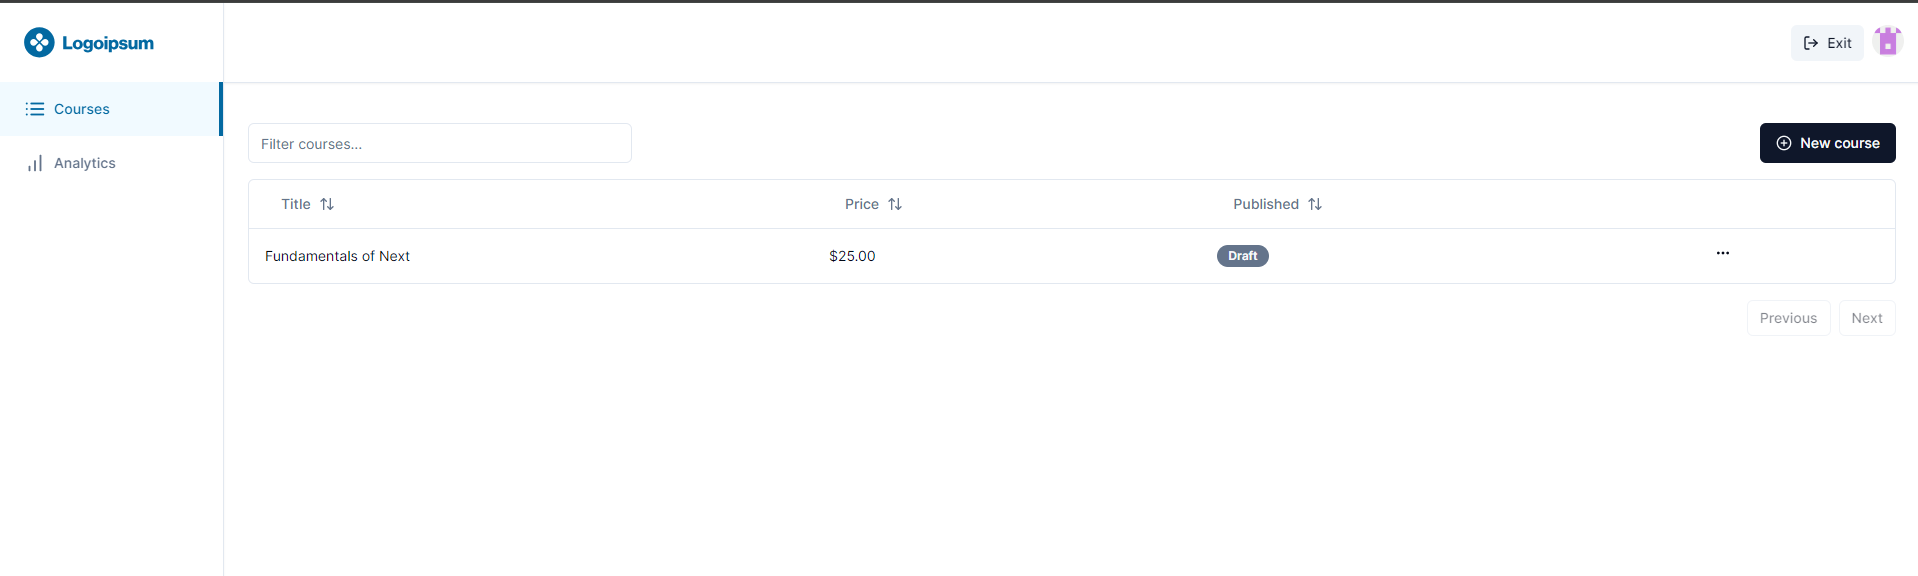 Logoipsum
Exit
Courses
Analytics
Filter courses...
New course
Title Price Published
Fundamentals of Next $25.00 Draft
Previous Next